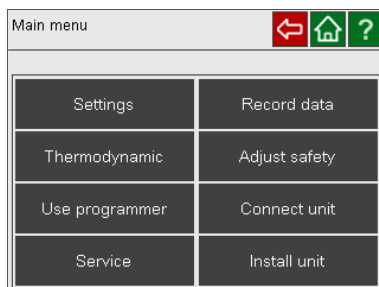 Main menu ?
Settings Record data
Thermodynamic Adjust safety
Use programmer Connect unit
Service Install unit